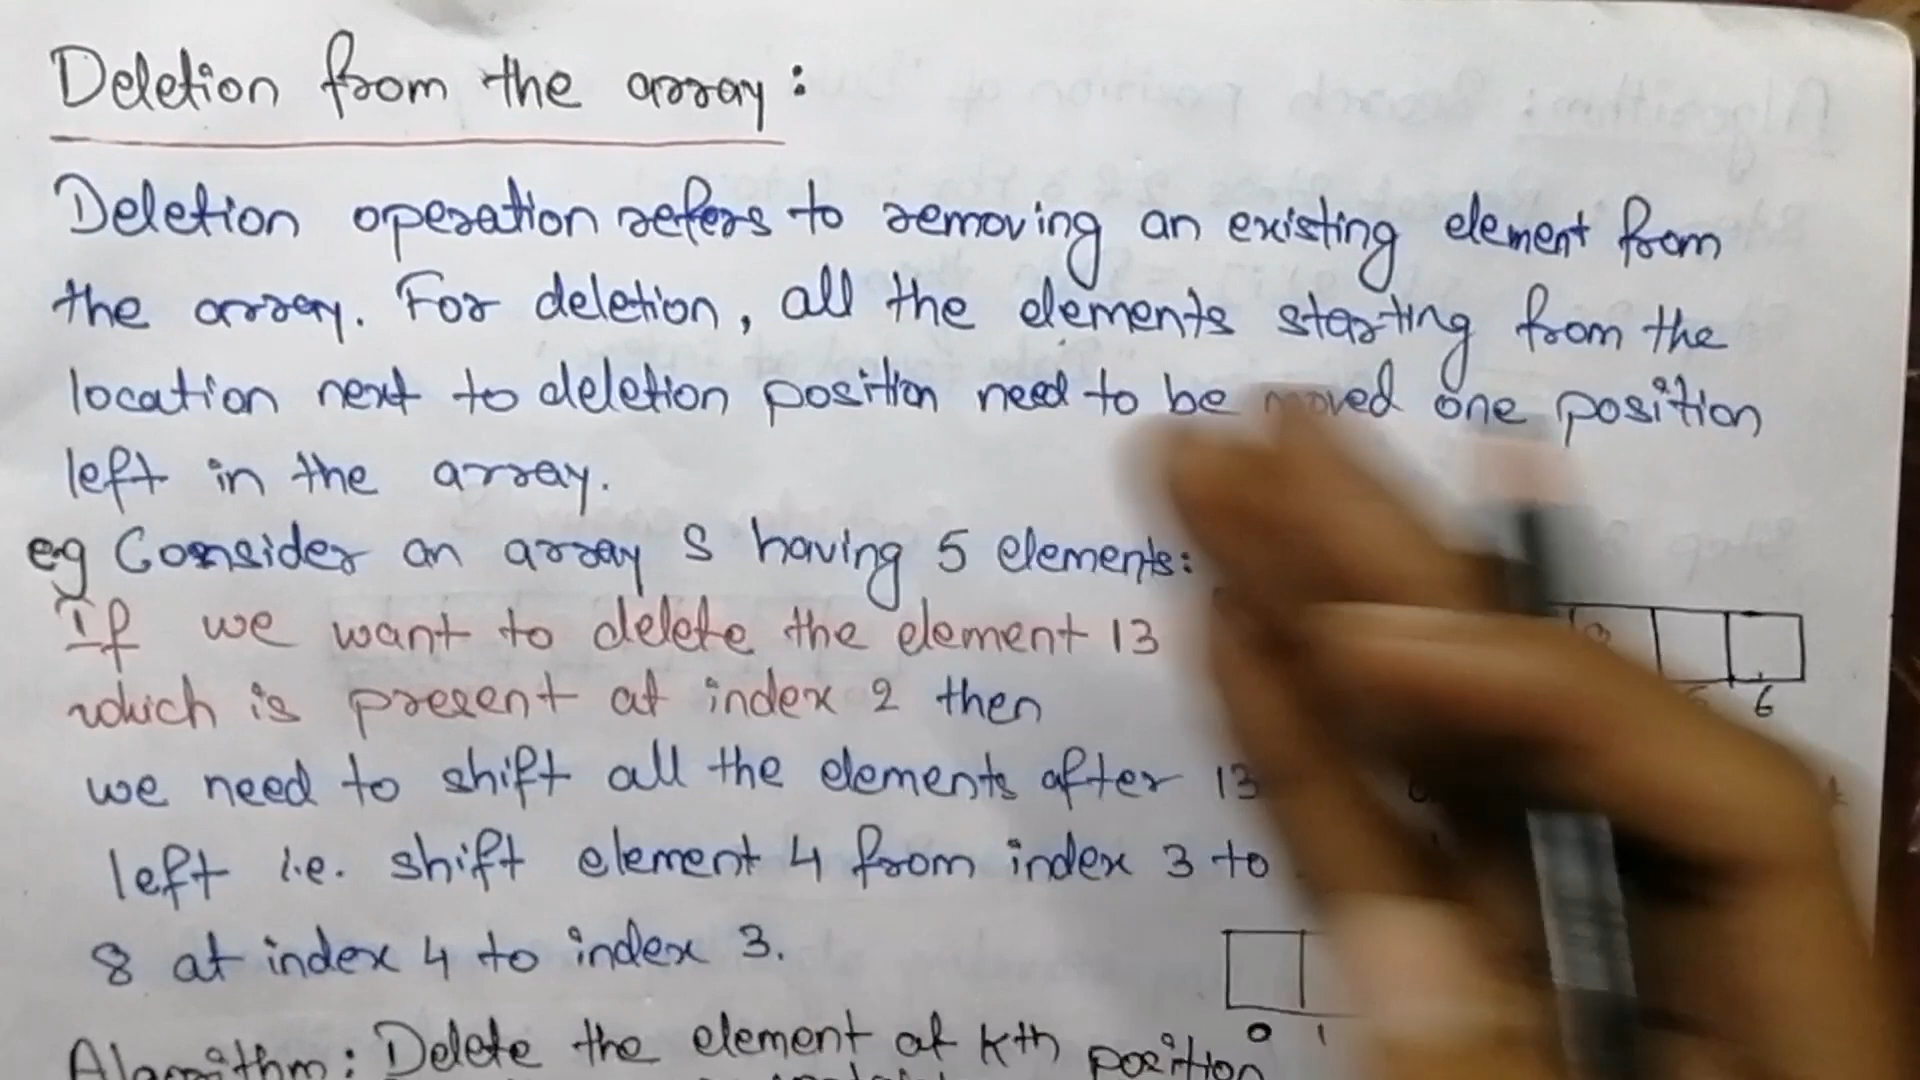 Deletion from the array:
Deletion operation refers to removing an existing element from
the array. For deletion, all the elements starting from the
location next to deletion position need to be moved one position
left in the array.
eg Consider an array S having 5 elements:
If we want to delete the element 13
which is present at index 2 then
6
we need to shift all the elements after 13
left i.e. shift element 4 from index 3 to
8 at index 4 to index 3.
0 1
Algorithm: Delete the element at Kth position